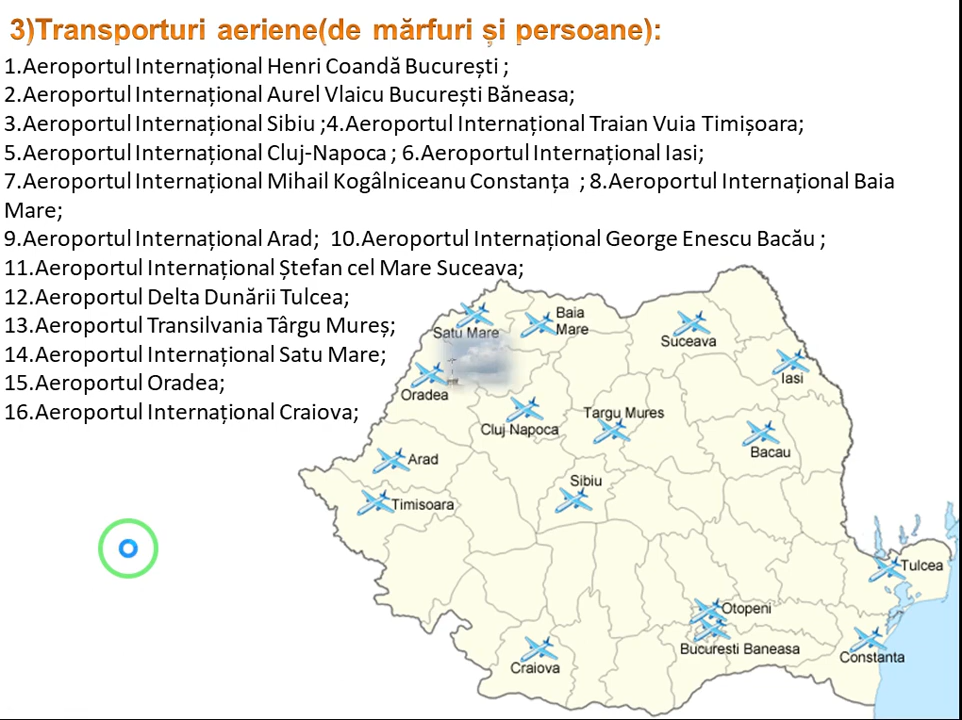 3)Transporturi aeriene(de mărfuri și persoane):
1.Aeroportul Internațional Henri Coandă București ;
2.Aeroportul Internațional Aurel Vlaicu București Băneasa;
3.Aeroportul Internațional Sibiu ;4.Aeroportul Internațional Traian Vuia Timișoara;
5.Aeroportul Internațional Cluj-Napoca ; 6.Aeroportul Internațional Iasi;
7.Aeroportul Internațional Mihail Kogâlniceanu Constanța ; 8.Aeroportul Internațional Baia
Mare;
9.Aeroportul Internațional Arad; 10.Aeroportul Internațional George Enescu Bacău ;
11.Aeroportul Internațional Ștefan cel Mare Suceava;
12.Aeroportul Delta Dunării Tulcea;
13.Aeroportul Transilvania Târgu Mureș;
14.Aeroportul Internațional Satu Mare;
15.Aeroportul Oradea;
16.Aeroportul Internațional Craiova;
Satu Mare
Baia
Mare
Suceava
Iasi
Oradea
Cluj Napoca
Targu Mures
Bacau
Arad
Sibiu
Timisoara
Tulcea
Otopeni
Bucuresti Baneasa
Constanta
Craiova